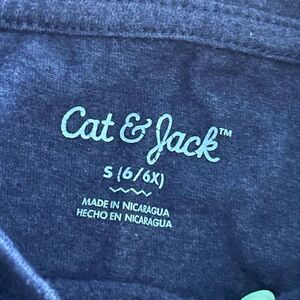 Cat & Jack™
S (6/6X)
MADE IN NICARAGUA
HECHO EN NICARAGUA